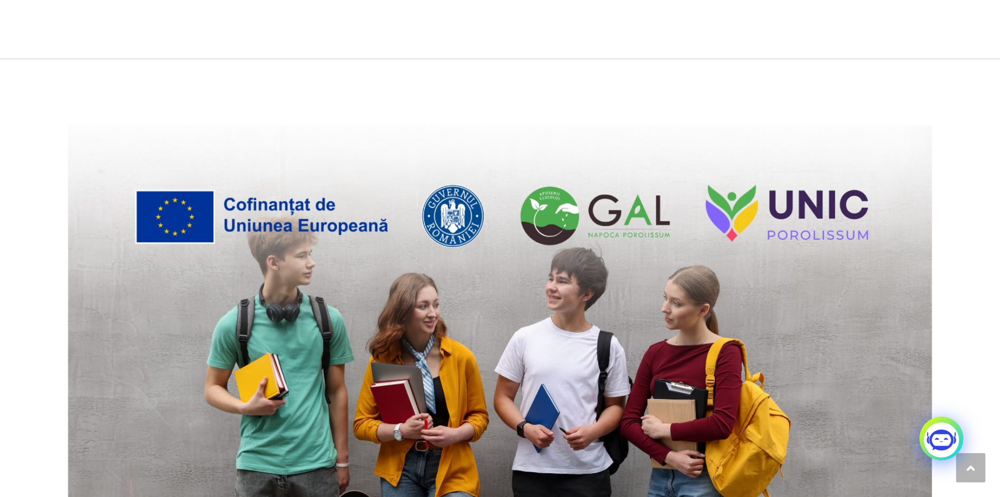 Cofinanțat de
Uniunea Europeană
GUVERNUL
ROMÂNIEI
APUSENII
CLUJULUI
GAL
NAPOCA POROLISSUM
UNIC
POROLISSUM